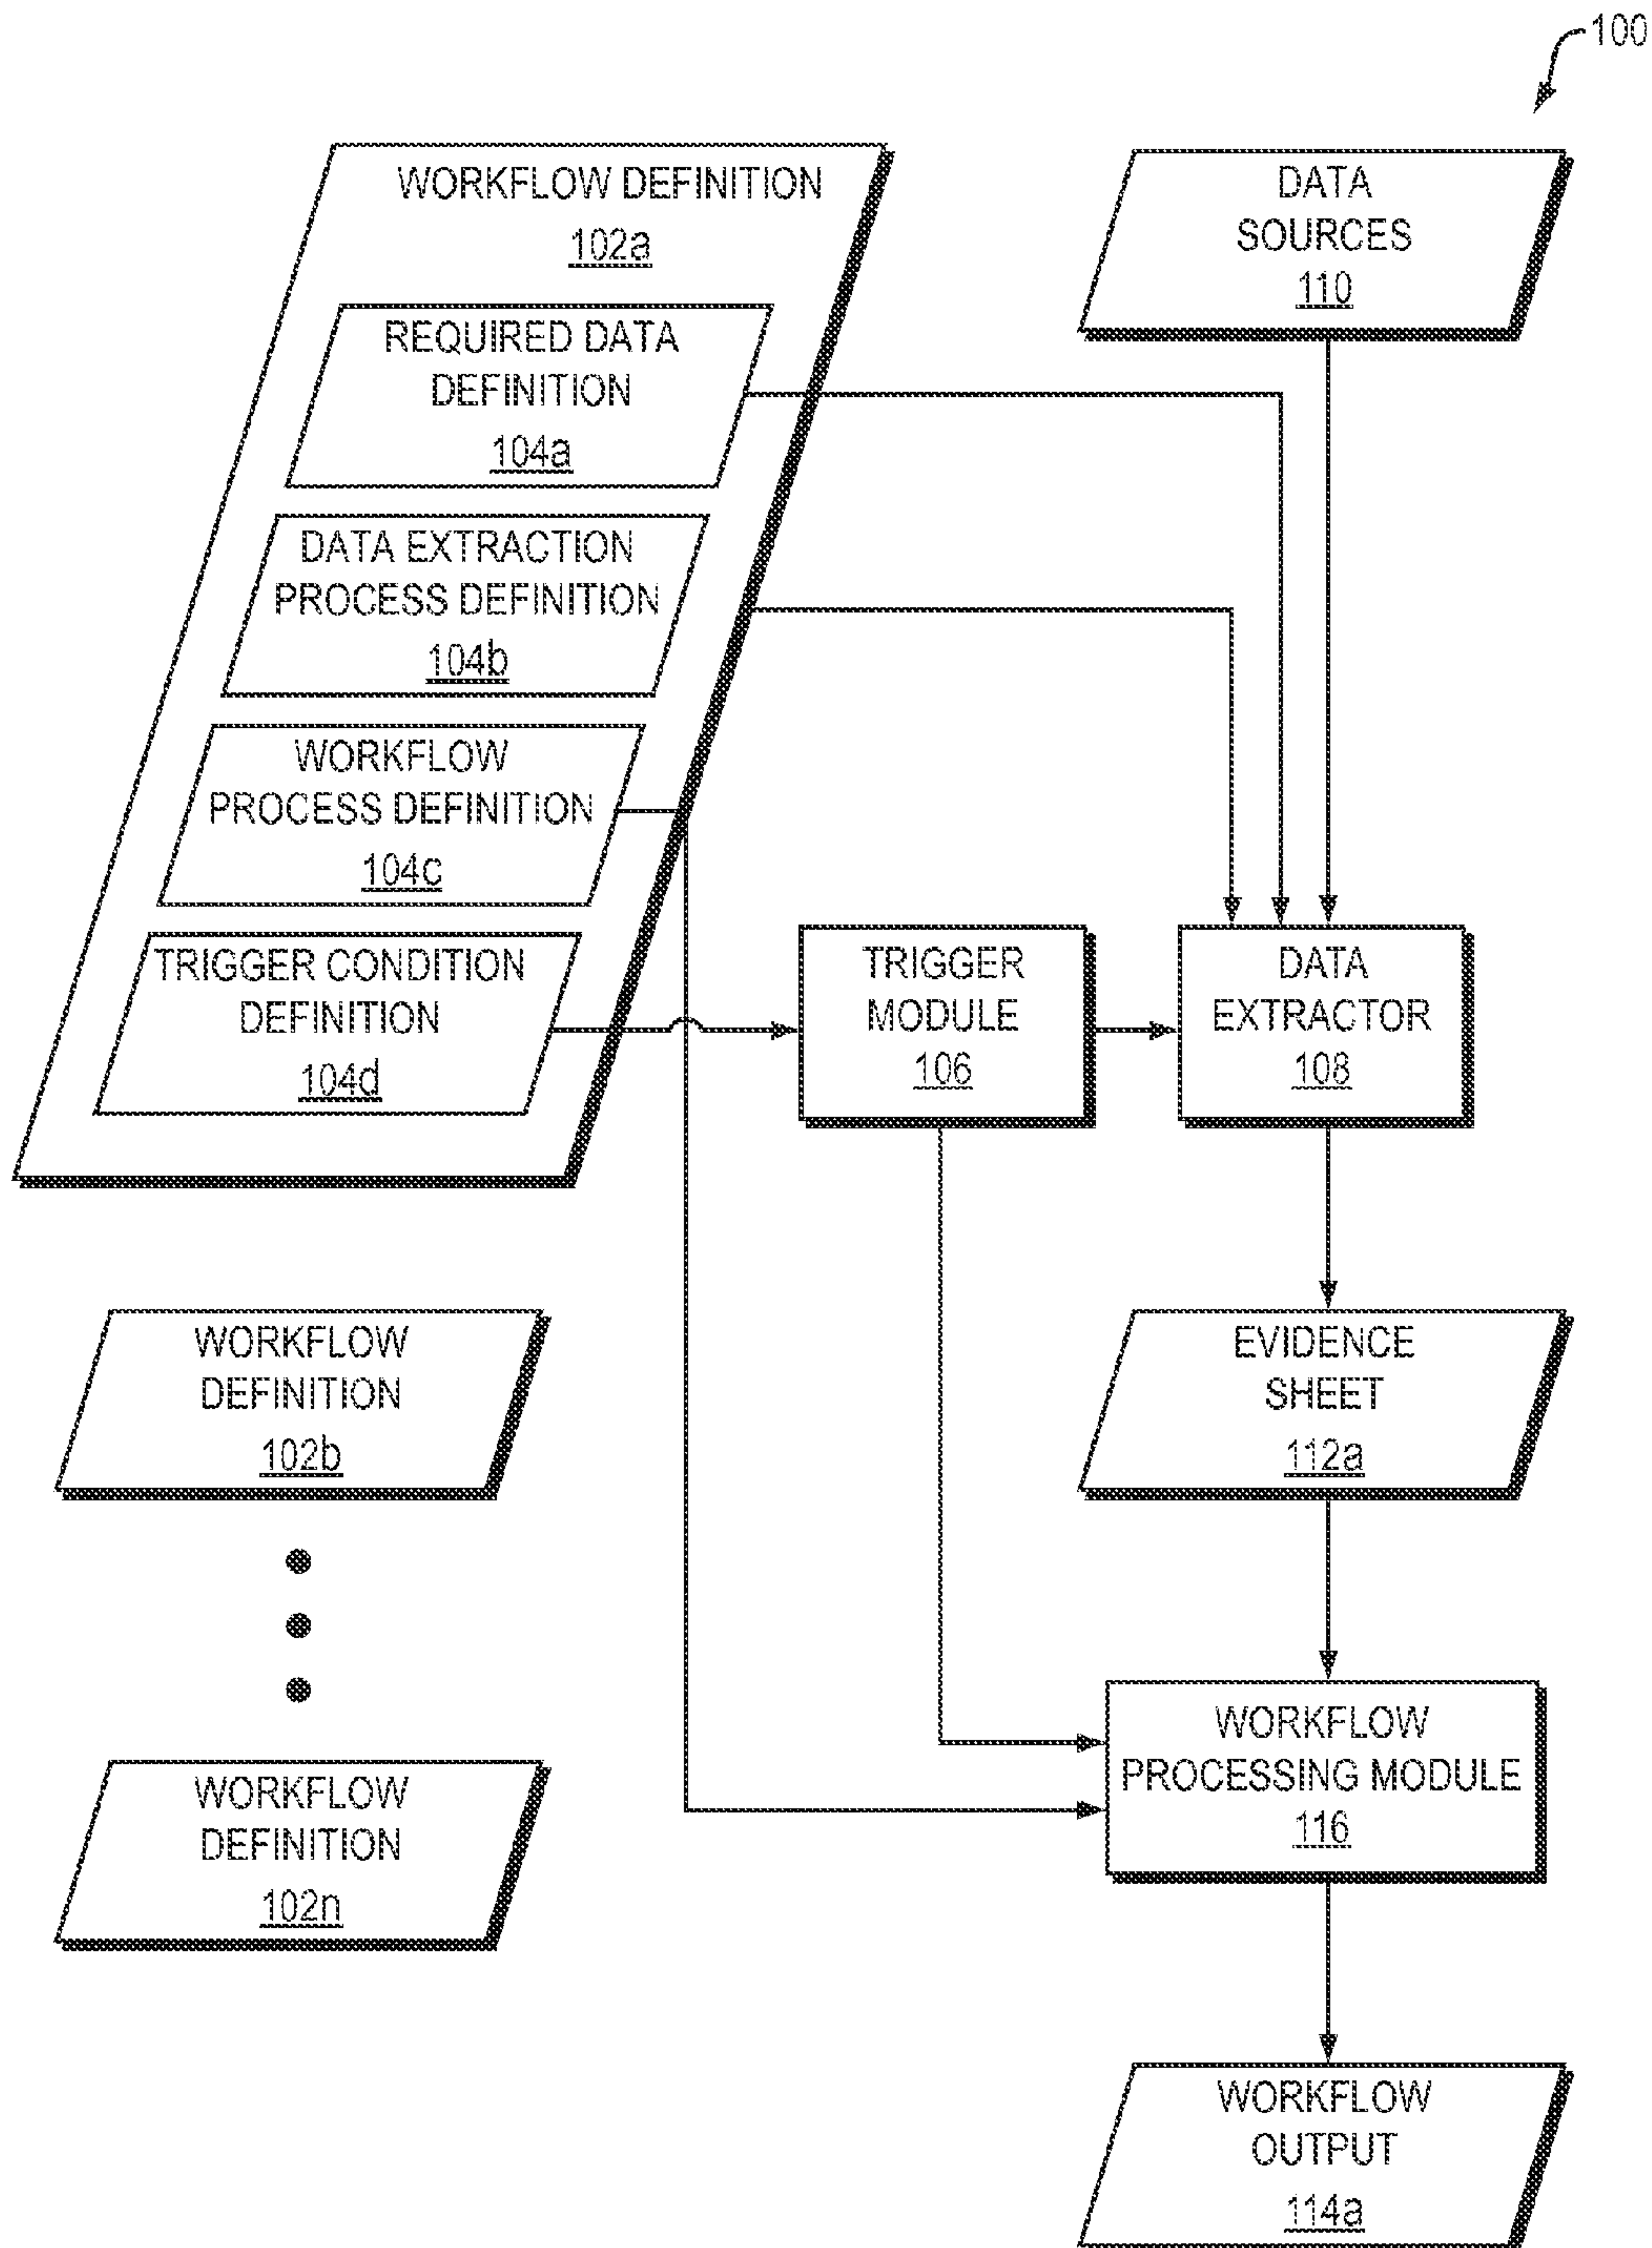 100
WORKFLOW DEFINITION
102a
REQUIRED DATA
DEFINITION
104a
DATA EXTRACTION
PROCESS DEFINITION
104b
WORKFLOW
PROCESS DEFINITION
104c
TRIGGER CONDITION
DEFINITION
104d
DATA
SOURCES
110
TRIGGER
MODULE
106
DATA
EXTRACTOR
108
WORKFLOW
DEFINITION
102b
EVIDENCE
SHEET
112a
WORKFLOW
DEFINITION
102n
WORKFLOW
PROCESSING MODULE
116
WORKFLOW
OUTPUT
114a